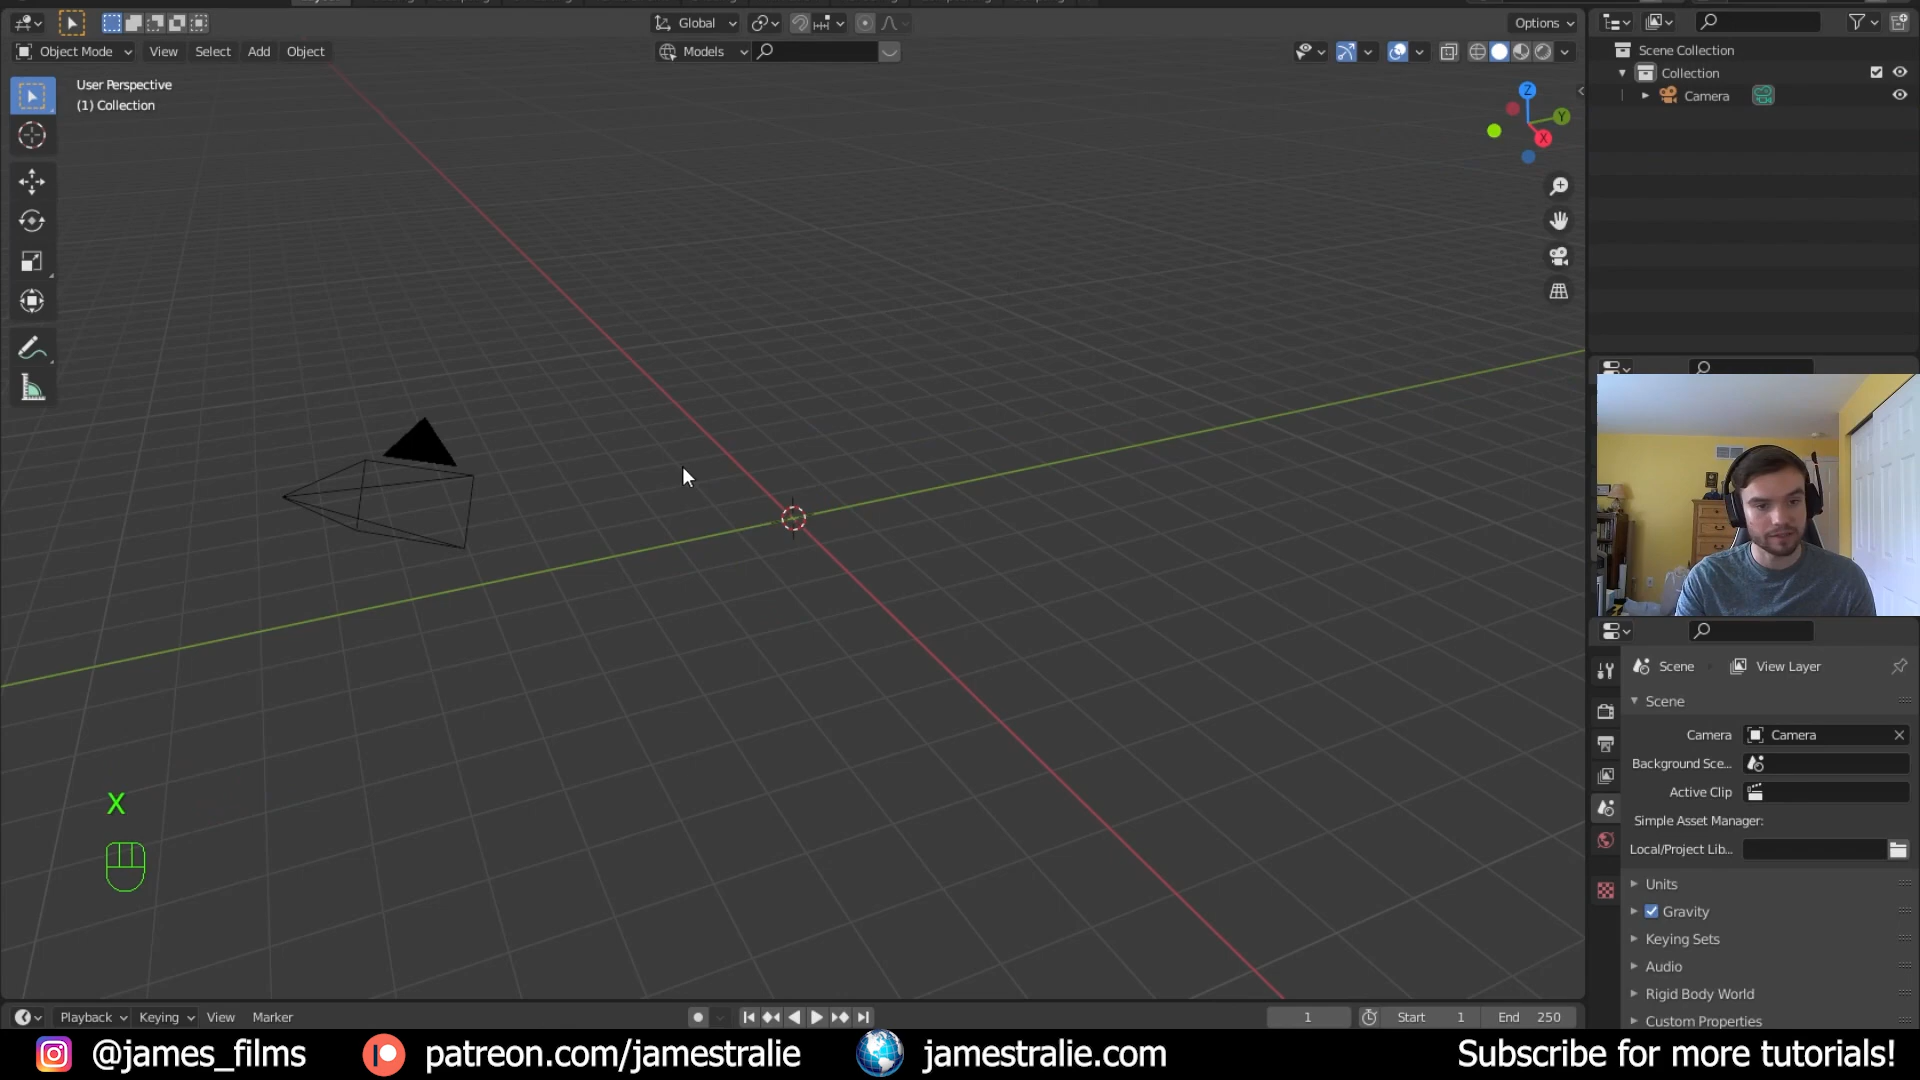 Global
Options
Object Mode
View
Select
Add
Object
Models
User Perspective
(1) Collection
Z
Y
X
Scene Collection
Collection
Camera
X
Scene
View Layer
Scene
Camera
Camera
Background Sce...
Active Clip
Simple Asset Manager:
Local/Project Lib...
Units
Gravity
Keying Sets
Audio
Rigid Body World
Custom Properties
Playback
Keying
View
Marker
1
Start 1
End 250
@james_films
patreon.com/jamestralie
jamestralie.com
Subscribe for more tutorials!